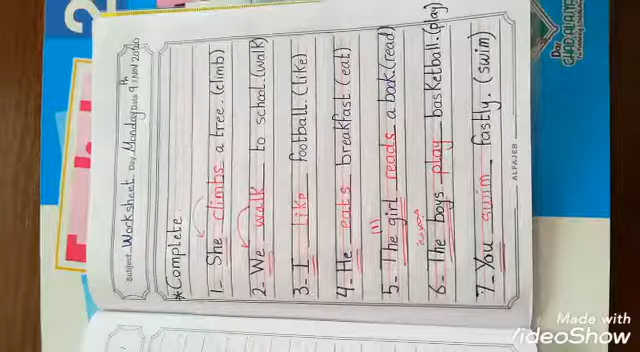 Subject: Worksheet Day Monday Date 9th/Nov/2020
*Complete:
1- She climbs a tree. (climb)
2- We walk to school. (walk)
3- I like football. (like)
4- He eats breakfast. (eat)
5- The girl reads a book. (read)
6- The boys play basketball. (play)
7- You swim fastly. (swim)
ALFAJER
Made with
VideoShow